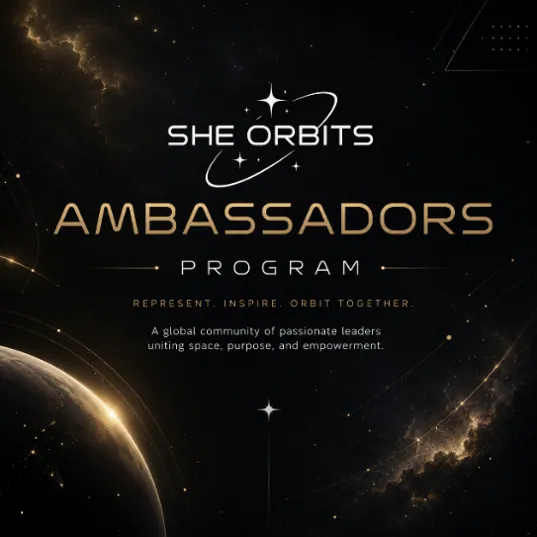 SHE ORBITS
AMBASSADORS
PROGRAM
REPRESENT. INSPIRE. ORBIT TOGETHER.
A global community of passionate leaders
uniting space, purpose, and empowerment.